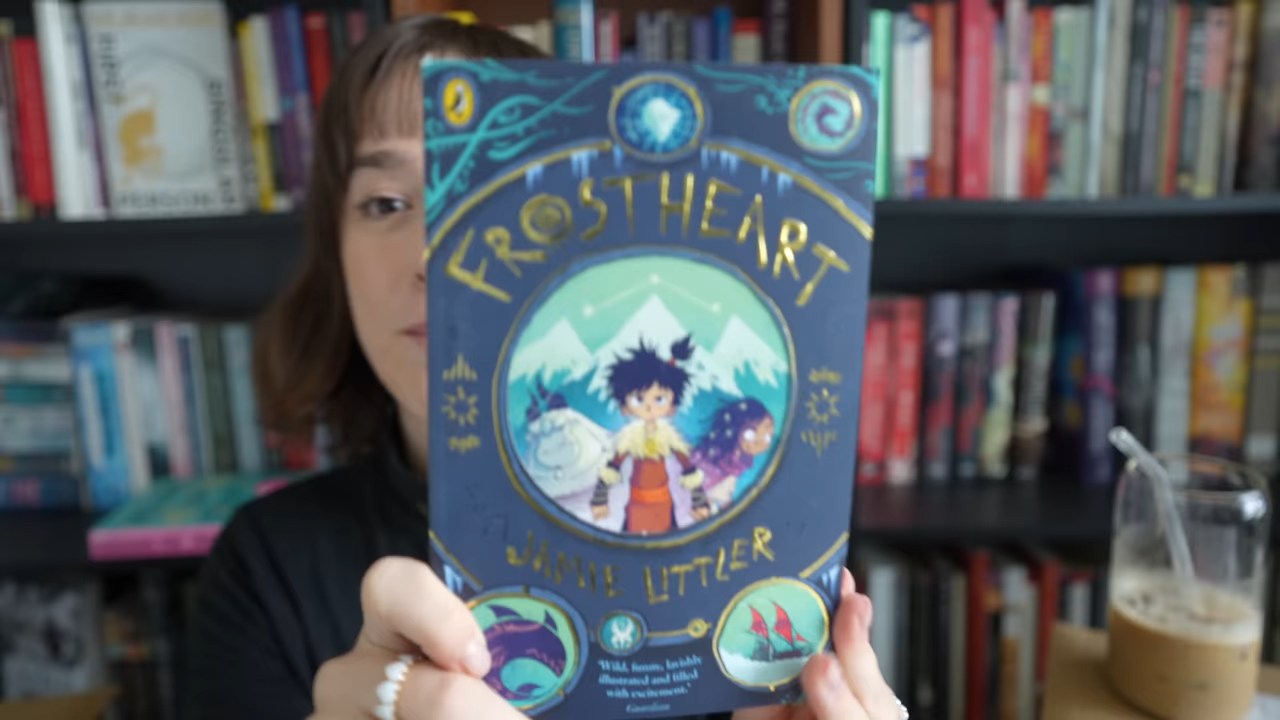 FROSTHEART
JAMIE LITTLER
'Wild, funny, lavishly
illustrated and filled
with excitement.'
Guardian